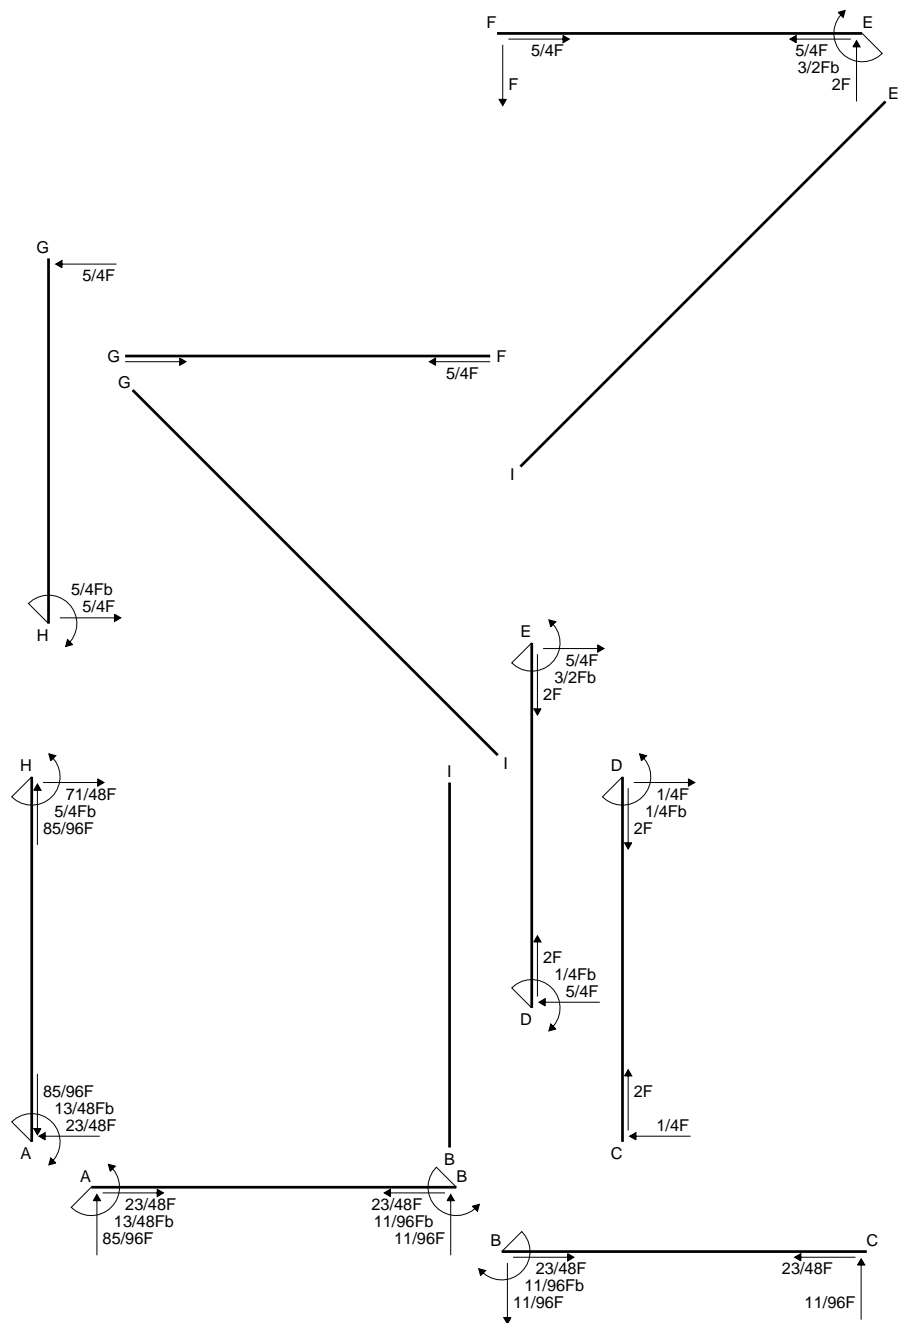 F
E
5/4F
5/4F
3/2Fb
F
2F
E
G
5/4F
G
F
5/4F
G
I
5/4Fb
5/4F
H
E
5/4F
3/2Fb
2F
I
H
71/48F
5/4Fb
85/96F
I
D
1/4F
1/4Fb
2F
2F
1/4Fb
5/4F
D
85/96F
13/48Fb
23/48F
A
2F
1/4F
C
B
A
B
23/48F
13/48Fb
85/96F
23/48F
11/96Fb
11/96F
B
C
23/48F
11/96Fb
11/96F
23/48F
11/96F